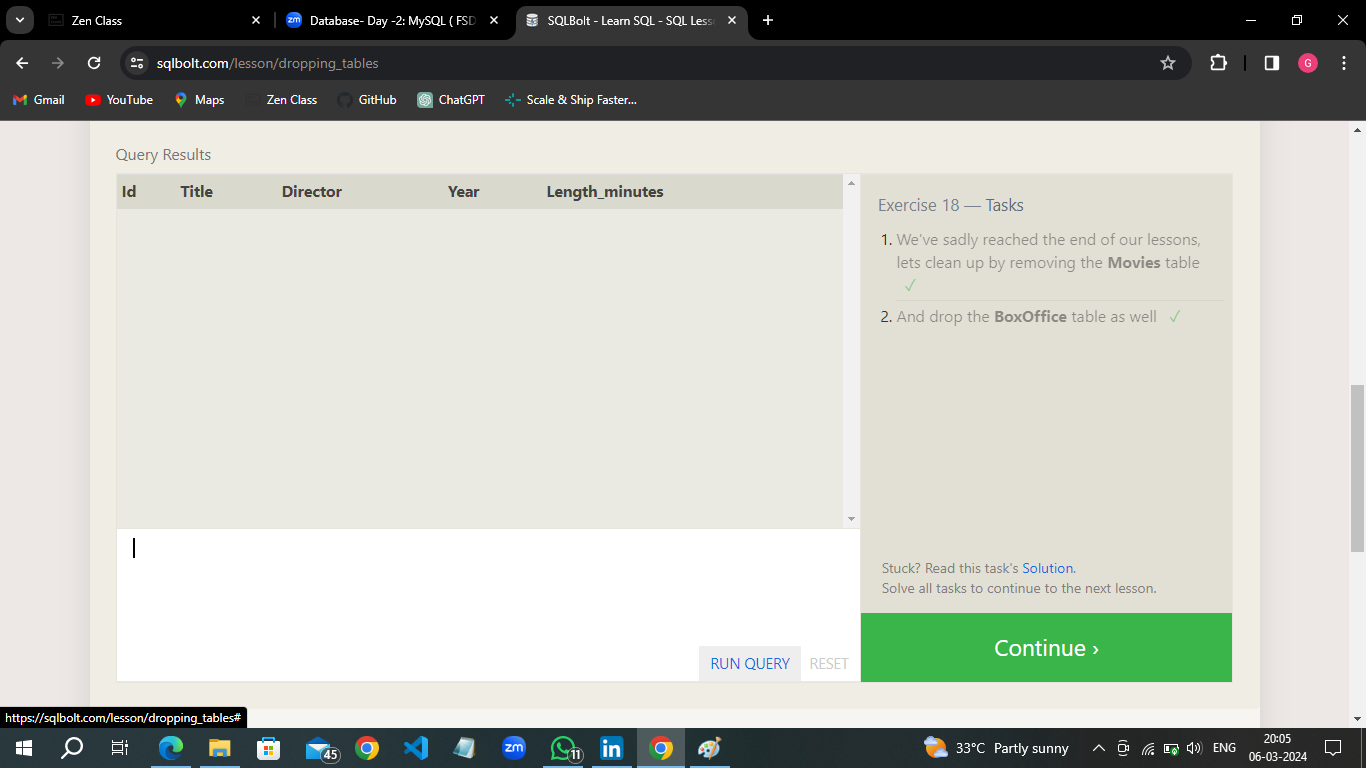 Zen Class
Database- Day -2: MySQL ( FSD
SQLBolt - Learn SQL - SQL Less
sqlbolt.com/lesson/dropping_tables
G
Gmail
YouTube
Maps
Zen Class
GitHub
ChatGPT
Scale & Ship Faster...
Query Results
Id Title Director Year Length_minutes
Exercise 18 — Tasks
1. We've sadly reached the end of our lessons,
lets clean up by removing the Movies table
✓
2. And drop the BoxOffice table as well ✓
Stuck? Read this task's Solution.
Solve all tasks to continue to the next lesson.
RUN QUERY
RESET
Continue ›
https://sqlbolt.com/lesson/dropping_tables#
45
zm
11
33°C Partly sunny
ENG
20:05
06-03-2024